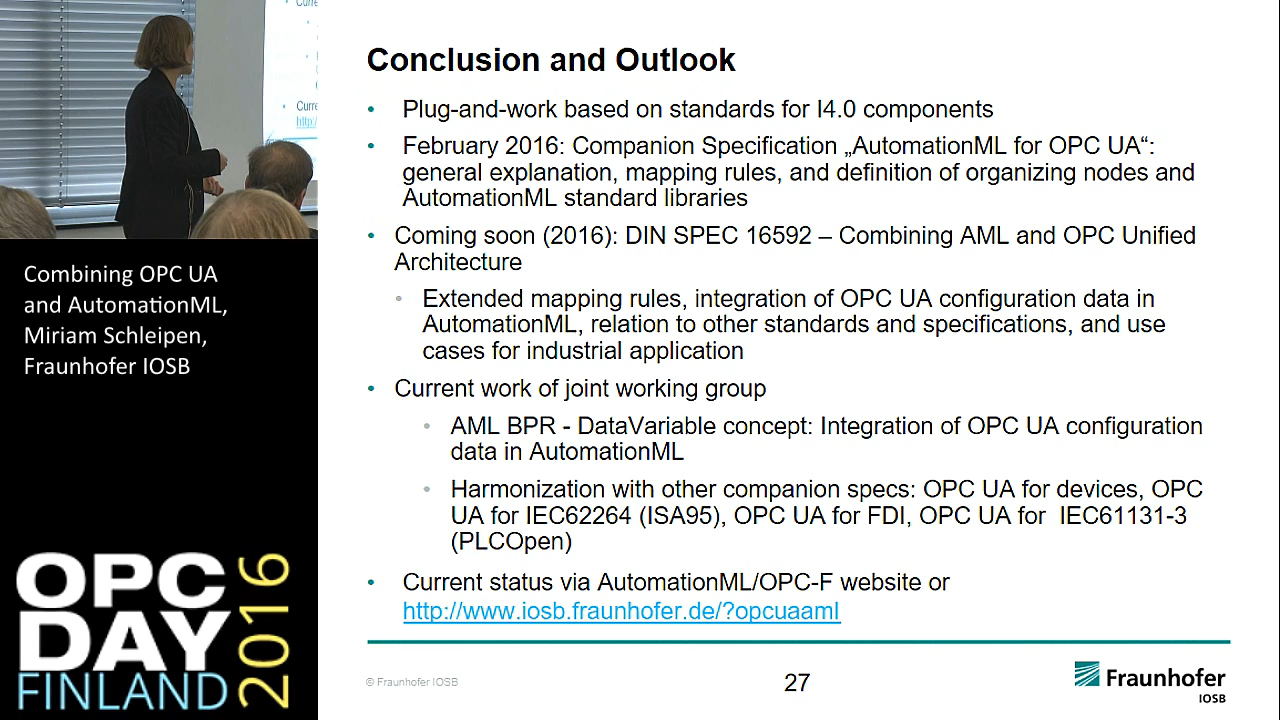 Curre
http:/
Combining OPC UA
and AutomationML,
Miriam Schleipen,
Fraunhofer IOSB
OPC
DAY
FINLAND
2016
Conclusion and Outlook
• Plug-and-work based on standards for I4.0 components
• February 2016: Companion Specification „AutomationML for OPC UA“:
general explanation, mapping rules, and definition of organizing nodes and
AutomationML standard libraries
• Coming soon (2016): DIN SPEC 16592 – Combining AML and OPC Unified
Architecture
• Extended mapping rules, integration of OPC UA configuration data in
AutomationML, relation to other standards and specifications, and use
cases for industrial application
• Current work of joint working group
• AML BPR - DataVariable concept: Integration of OPC UA configuration
data in AutomationML
• Harmonization with other companion specs: OPC UA for devices, OPC
UA for IEC62264 (ISA95), OPC UA for FDI, OPC UA for IEC61131-3
(PLCOpen)
• Current status via AutomationML/OPC-F website or
http://www.iosb.fraunhofer.de/?opcuaaml
© Fraunhofer IOSB
27
Fraunhofer
IOSB